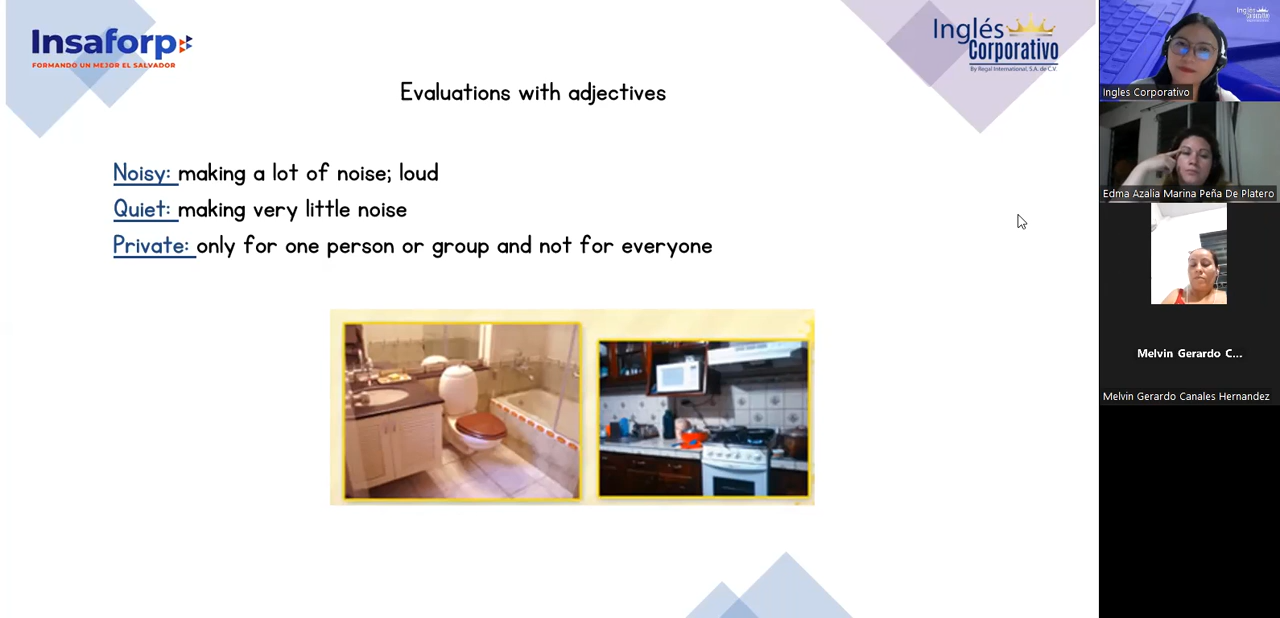 Insaforp
FORMANDO UN MEJOR EL SALVADOR
Inglés
Corporativo
By Regal International, S.A. de C.V.
Evaluations with adjectives
Noisy: making a lot of noise; loud
Quiet: making very little noise
Private: only for one person or group and not for everyone
Inglés
Ingles Corporativo
Edma Azalia Marina Peña De Platero
Melvin Gerardo C...
Melvin Gerardo Canales Hernandez